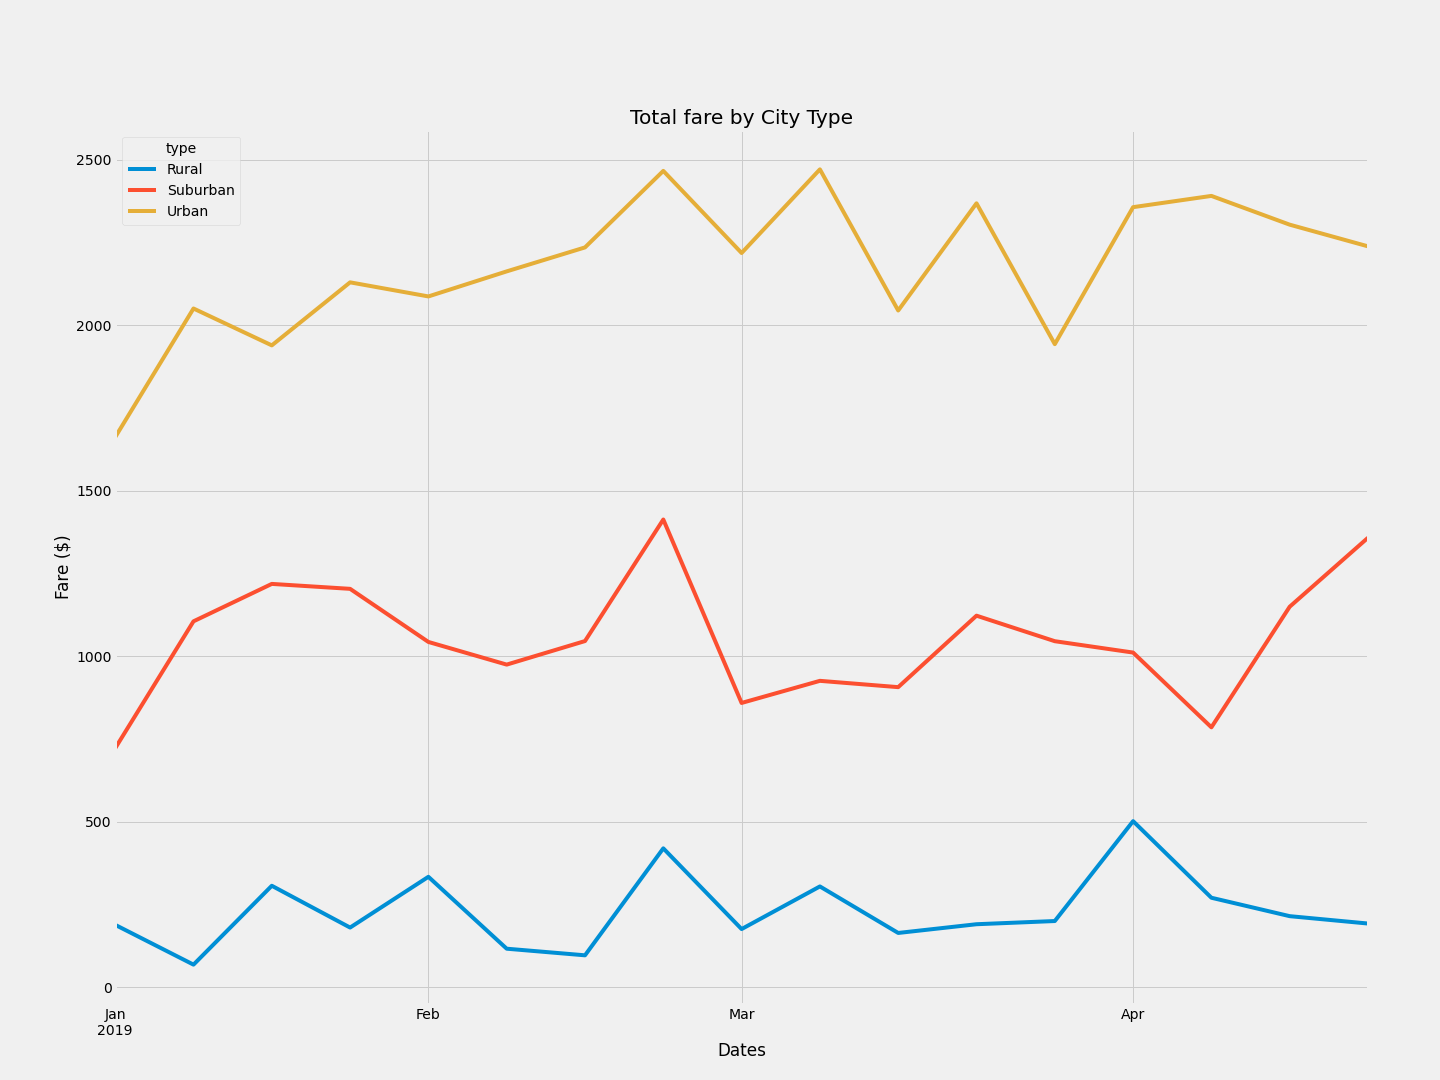 Total fare by City Type
type
Rural
Suburban
Urban
2500
2000
1500
1000
500
0
Fare ($)
Jan
2019
Feb
Mar
Apr
Dates